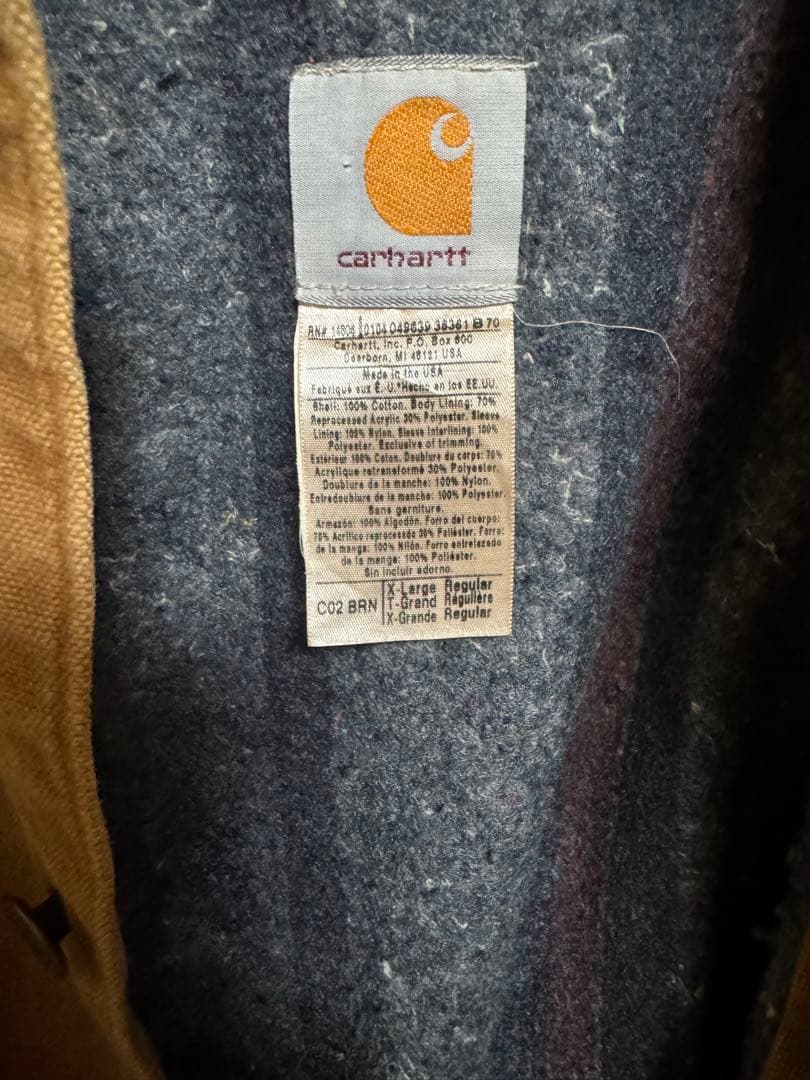 carhartt
RN# 14806 0104 049639 36361 B 70
Carhartt, Inc. P.O. Box 600
Dearborn, MI 48121 USA
Made in the USA
Fabriqué aux É.-U.*Hecho en los EE.UU.
Shell: 100% Cotton. Body Lining: 70%
Reprocessed Acrylic 30% Polyester. Sleeve
Lining: 100% Nylon. Sleeve Interlining: 100%
Polyester. Exclusive of trimming.
Extérieur 100% Coton. Doublure du corps: 70%
Acrylique retransformé 30% Polyester.
Doublure de la manche: 100% Nylon.
Entredoublure de la manche: 100% Polyester.
Sans garniture.
Armazón: 100% Algodón. Forro del cuerpo:
70% Acrílico reprocesado 30% Poliéster. Forro
de la manga: 100% Nilón. Forro entrelazado
de la manga: 100% Poliéster.
Sin incluir adorno.
C02 BRN
X-Large Regular
T-Grand Régulière
X-Grande Regular